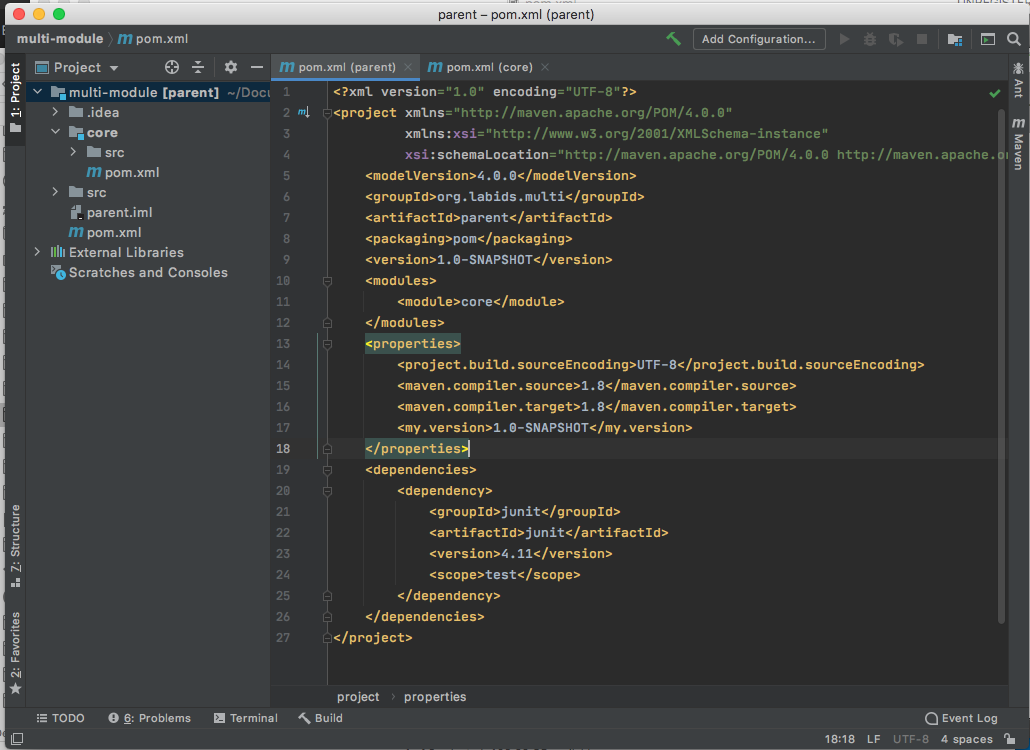 parent – pom.xml (parent)
multi-module m pom.xml
Add Configuration...
1: Project
Project
multi-module [parent] ~/Docu
.idea
core
src
m pom.xml
src
parent.iml
m pom.xml
External Libraries
Scratches and Consoles
7: Structure
2: Favorites
m pom.xml (parent)
m pom.xml (core)
1 <?xml version="1.0" encoding="UTF-8"?>
2 m <project xmlns="http://maven.apache.org/POM/4.0.0"
3 xmlns:xsi="http://www.w3.org/2001/XMLSchema-instance"
4 xsi:schemaLocation="http://maven.apache.org/POM/4.0.0 http://maven.apache.o
5 <modelVersion>4.0.0</modelVersion>
6 <groupId>org.labids.multi</groupId>
7 <artifactId>parent</artifactId>
8 <packaging>pom</packaging>
9 <version>1.0-SNAPSHOT</version>
10 <modules>
11 <module>core</module>
12 </modules>
13 <properties>
14 <project.build.sourceEncoding>UTF-8</project.build.sourceEncoding>
15 <maven.compiler.source>1.8</maven.compiler.source>
16 <maven.compiler.target>1.8</maven.compiler.target>
17 <my.version>1.0-SNAPSHOT</my.version>
18 </properties>
19 <dependencies>
20 <dependency>
21 <groupId>junit</groupId>
22 <artifactId>junit</artifactId>
23 <version>4.11</version>
24 <scope>test</scope>
25 </dependency>
26 </dependencies>
27 </project>
Ant
m Maven
project properties
TODO
6: Problems
Terminal
Build
Event Log
18:18 LF UTF-8 4 spaces